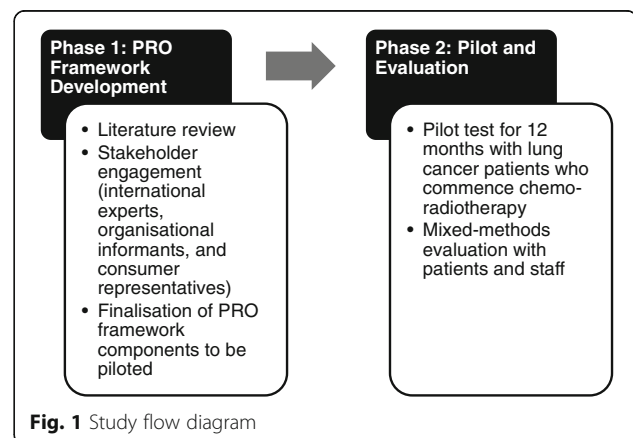 Phase 1: PRO
Framework
Development
• Literature review
• Stakeholder
engagement
(international
experts,
organisational
informants, and
consumer
representatives)
• Finalisation of PRO
framework
components to be
piloted
Phase 2: Pilot and
Evaluation
• Pilot test for 12
months with lung
cancer patients who
commence chemo-
radiotherapy
• Mixed-methods
evaluation with
patients and staff
Fig. 1 Study flow diagram